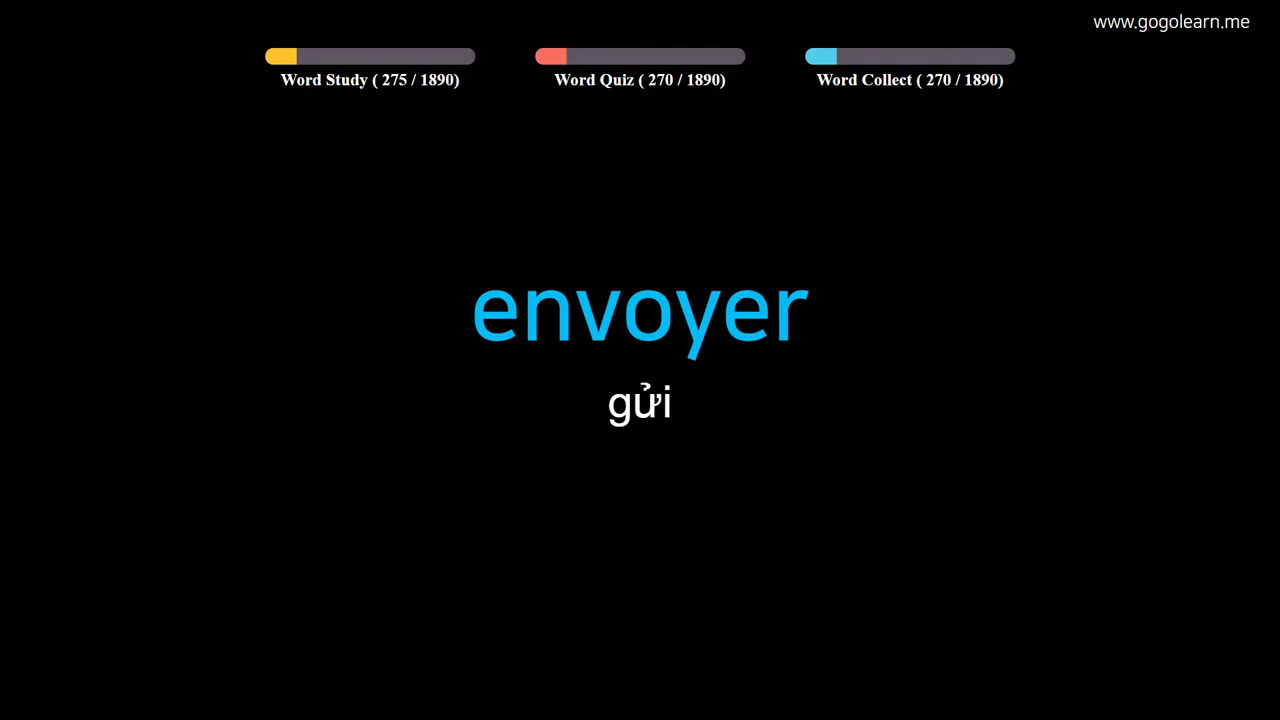 www.gogolearn.me
Word Study ( 275 / 1890)
Word Quiz ( 270 / 1890)
Word Collect ( 270 / 1890)
envoyer
gửi